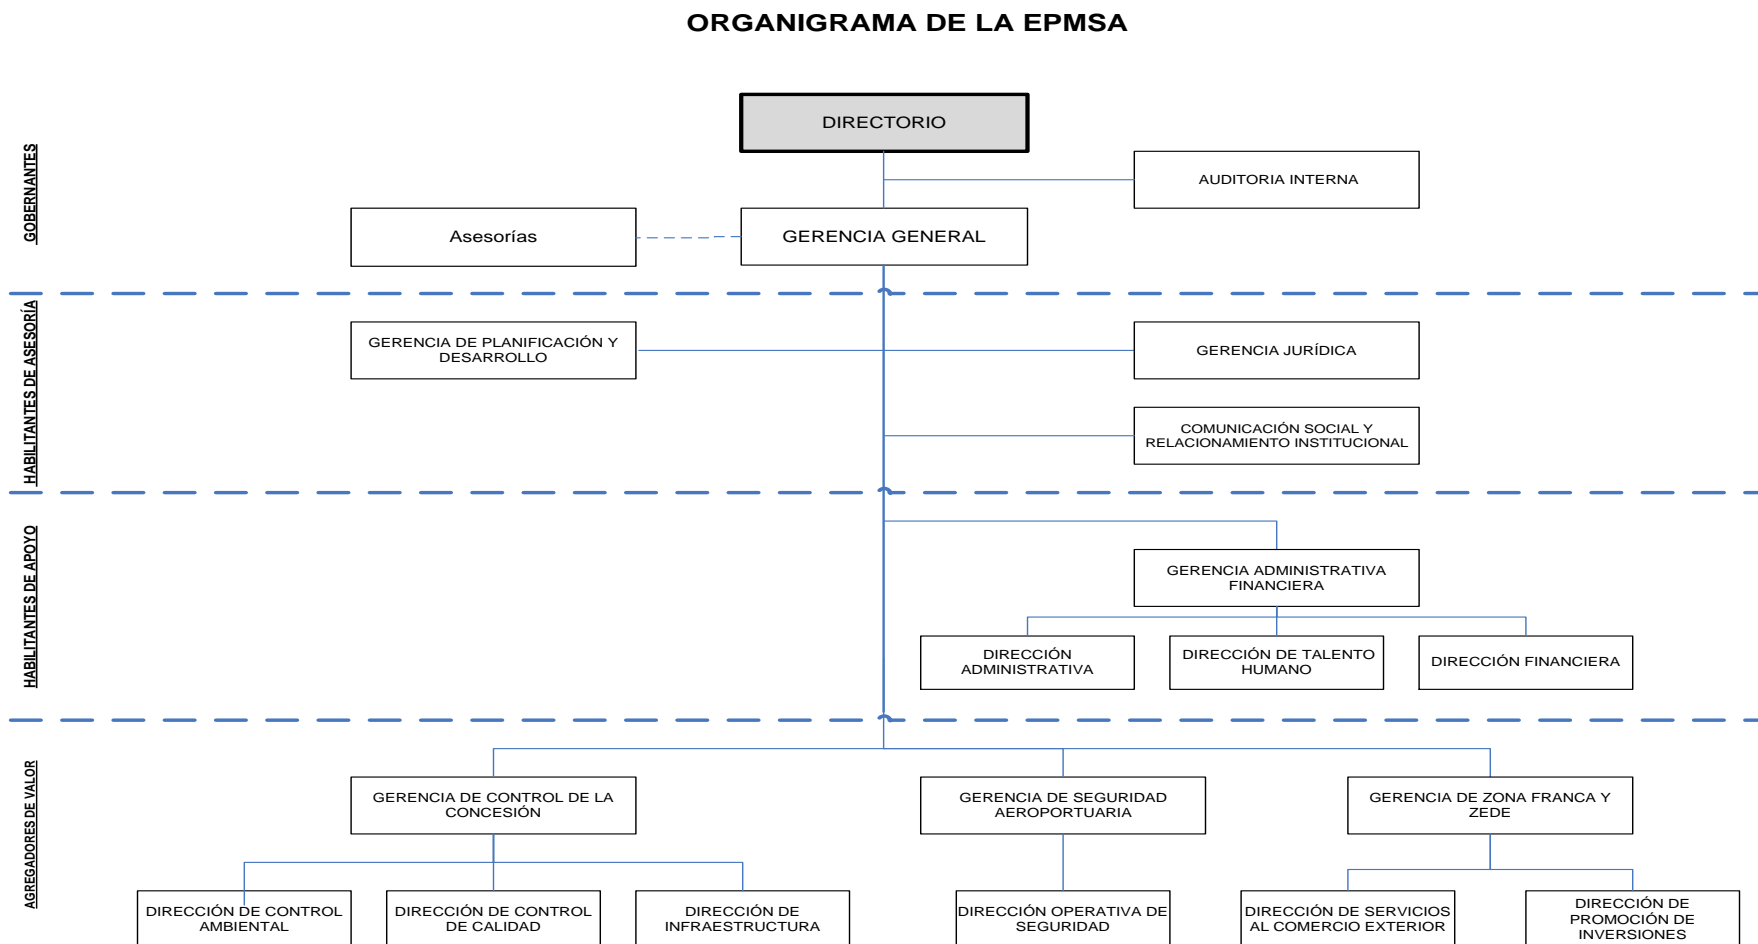 ORGANIGRAMA DE LA EPMSA
GOBERNANTES
DIRECTORIO
AUDITORIA INTERNA
Asesorías
GERENCIA GENERAL
HABILITANTES DE ASESORÍA
GERENCIA DE PLANIFICACIÓN Y
DESARROLLO
GERENCIA JURÍDICA
COMUNICACIÓN SOCIAL Y
RELACIONAMIENTO INSTITUCIONAL
HABILITANTES DE APOYO
GERENCIA ADMINISTRATIVA
FINANCIERA
DIRECCIÓN
ADMINISTRATIVA
DIRECCIÓN DE TALENTO
HUMANO
DIRECCIÓN FINANCIERA
AGREGADORES DE VALOR
GERENCIA DE CONTROL DE LA
CONCESIÓN
GERENCIA DE SEGURIDAD
AEROPORTUARIA
GERENCIA DE ZONA FRANCA Y
ZEDE
DIRECCIÓN DE CONTROL
AMBIENTAL
DIRECCIÓN DE CONTROL
DE CALIDAD
DIRECCIÓN DE
INFRAESTRUCTURA
DIRECCIÓN OPERATIVA DE
SEGURIDAD
DIRECCIÓN DE SERVICIOS
AL COMERCIO EXTERIOR
DIRECCIÓN DE
PROMOCIÓN DE
INVERSIONES